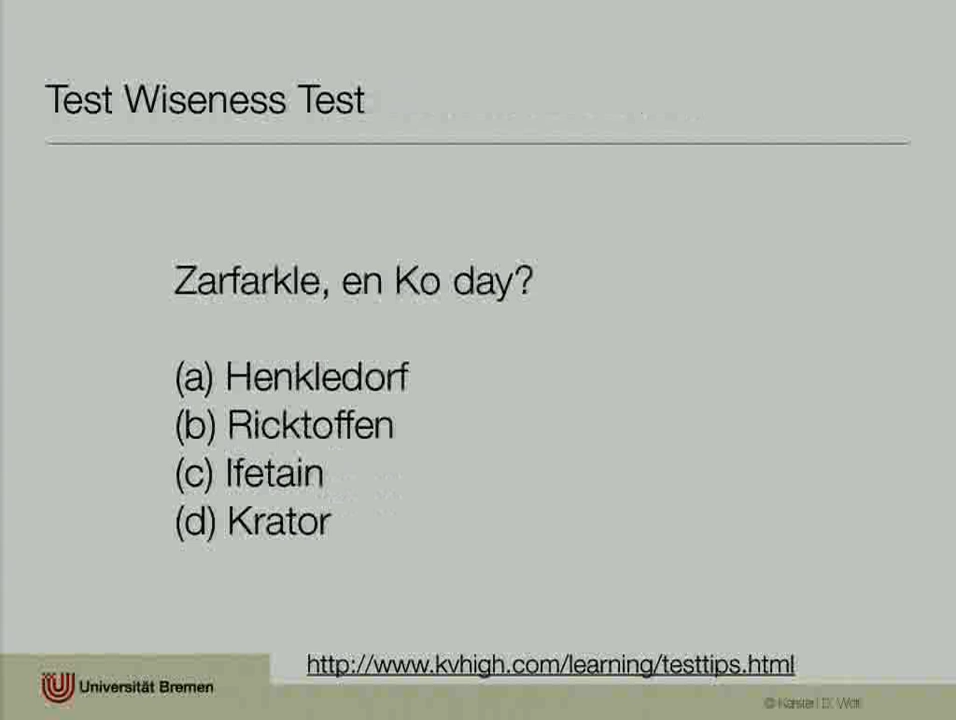 Test Wiseness Test
Zarfarkle, en Ko day?
(a) Henkledorf
(b) Ricktoffen
(c) Ifetain
(d) Krator
http://www.kvhigh.com/learning/testtips.html
Universität Bremen
©